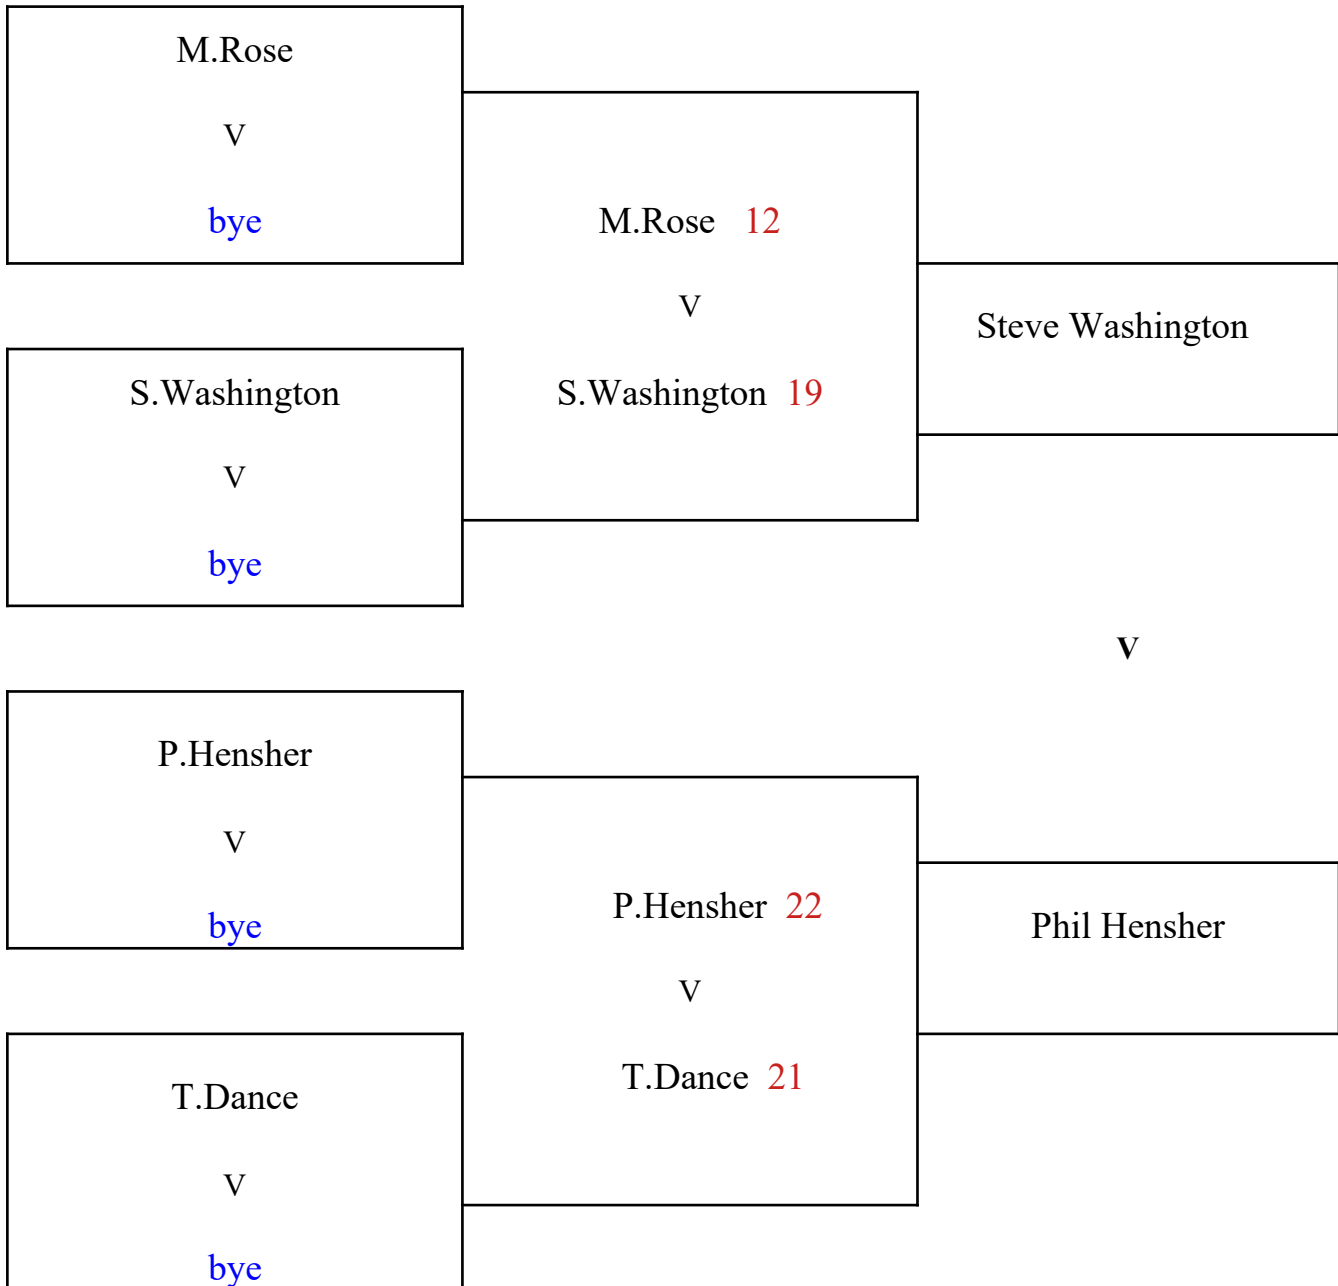 M.Rose
V
bye
S.Washington
V
bye
P.Hensher
V
bye
T.Dance
V
bye
M.Rose 12
V
S.Washington 19
P.Hensher 22
V
T.Dance 21
Steve Washington
V
Phil Hensher